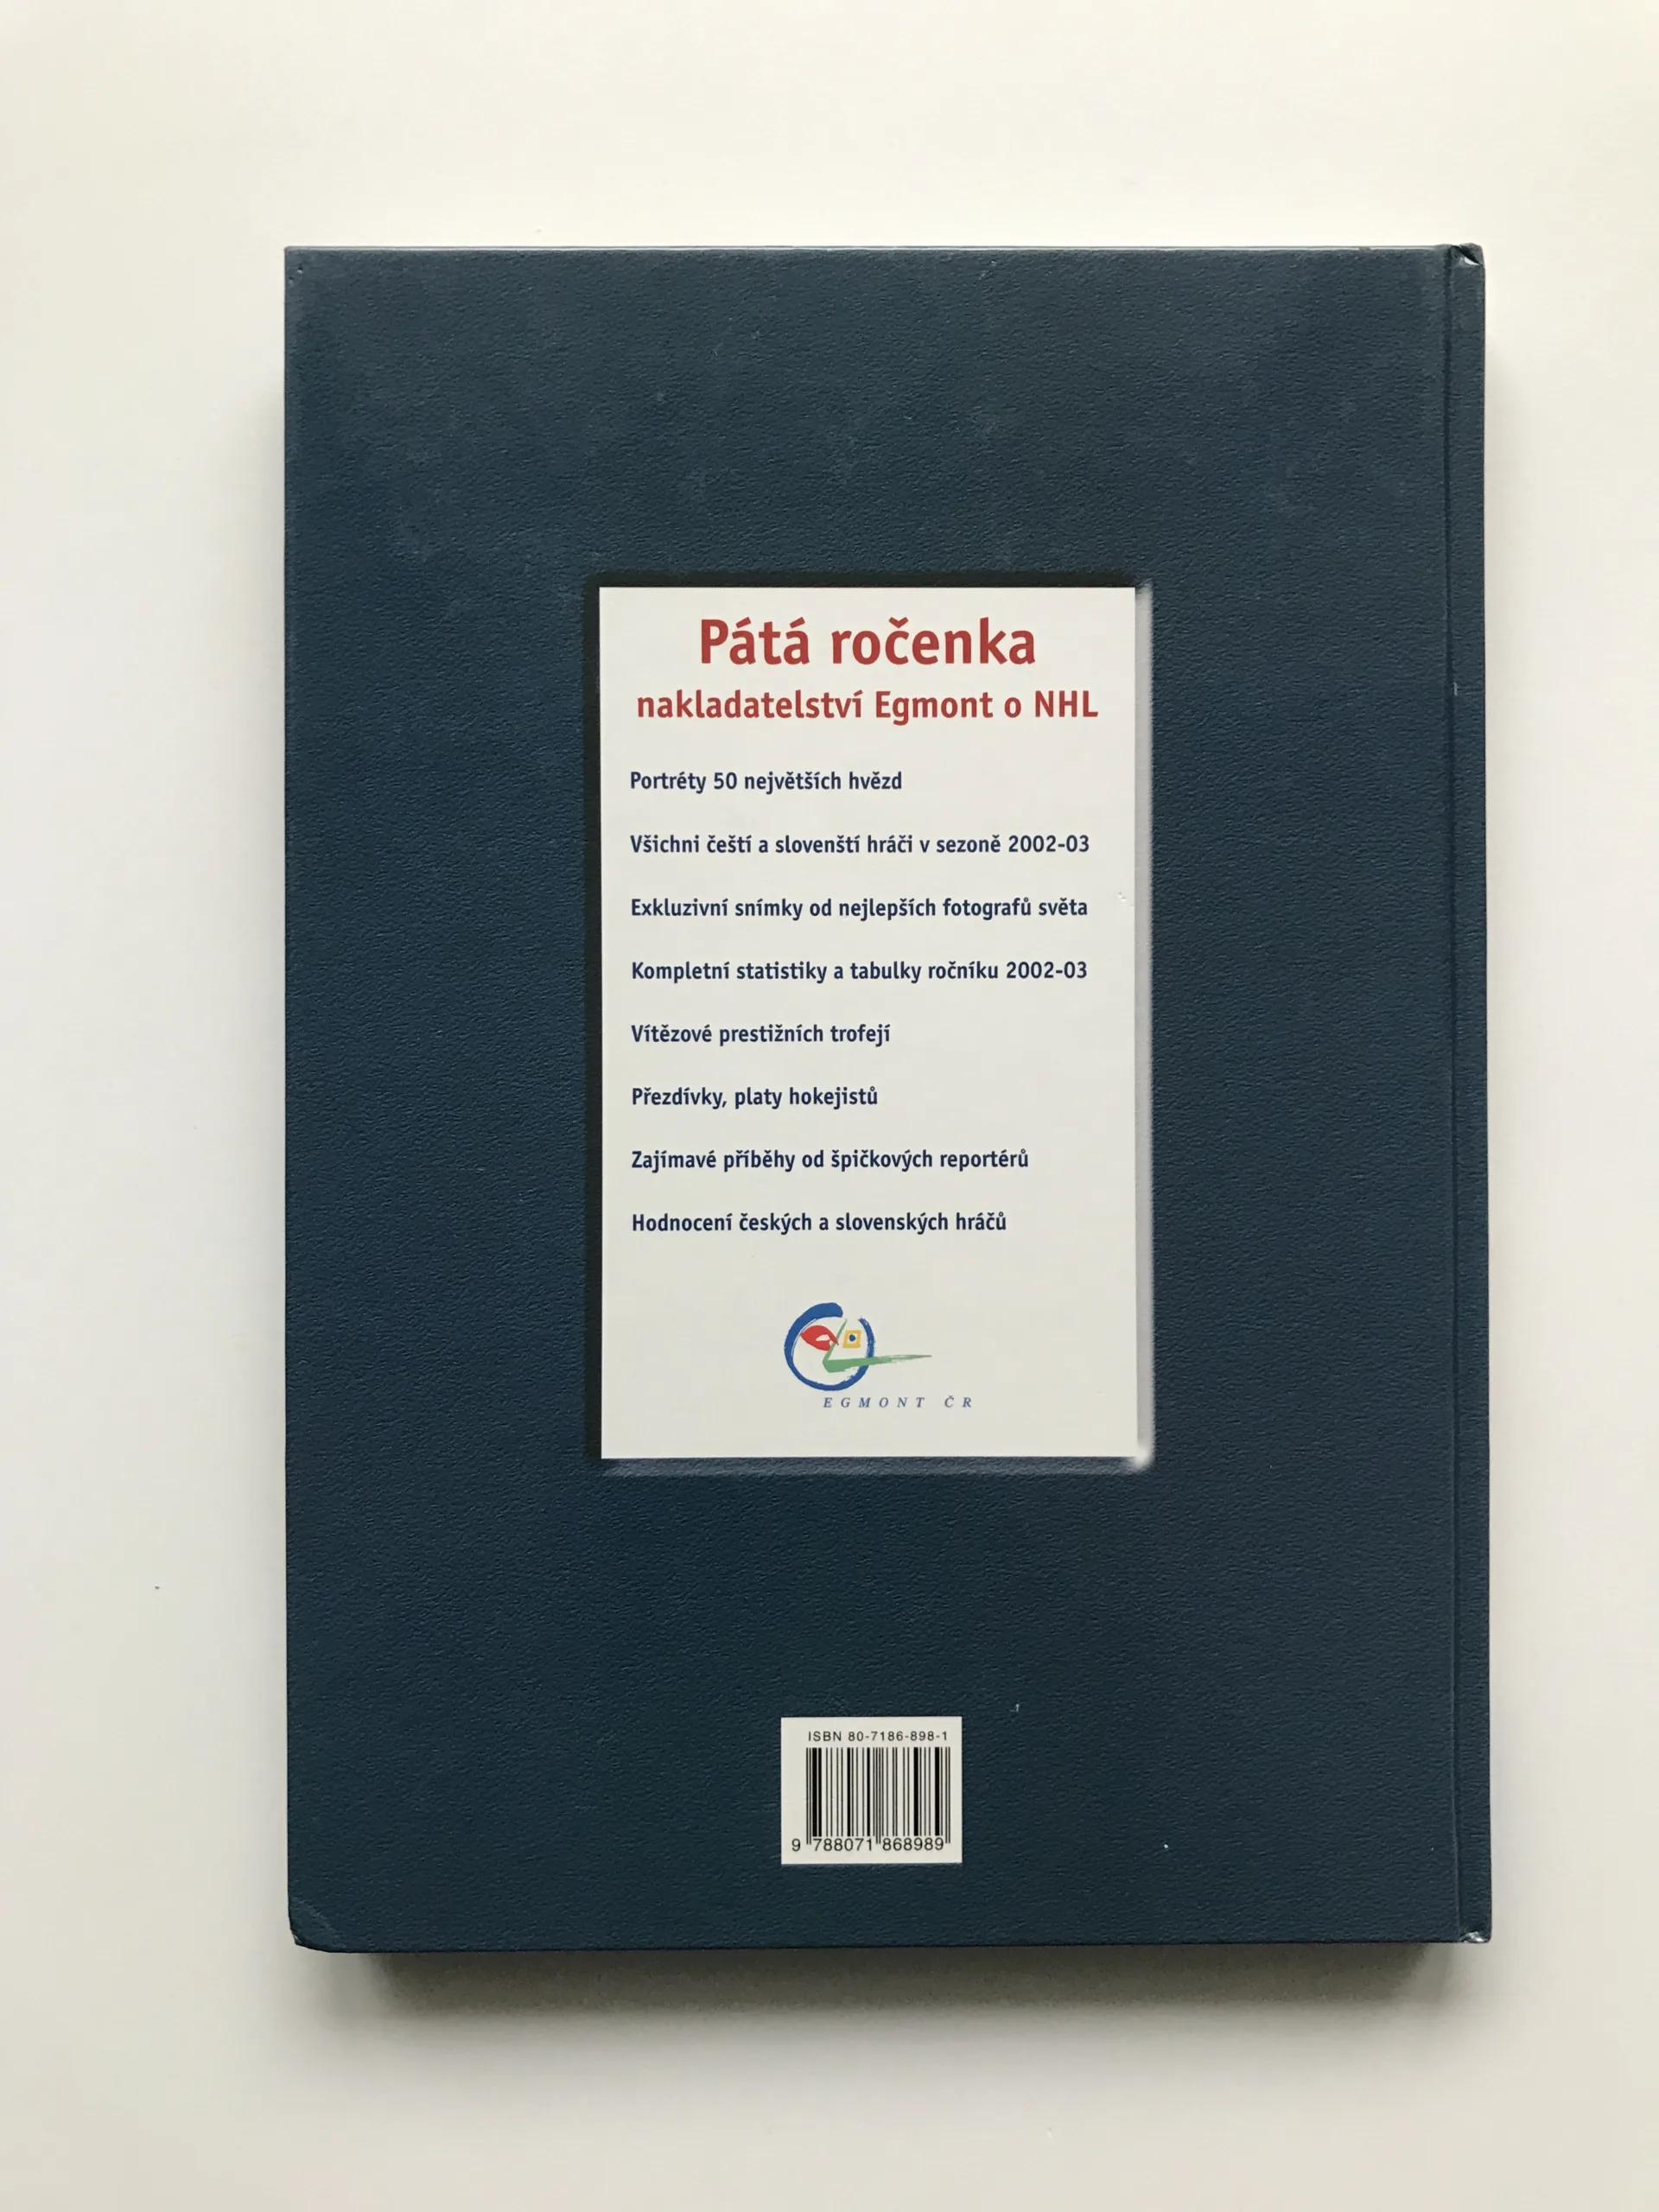 Pátá ročenka
nakladatelství Egmont o NHL
Portréty 50 největších hvězd
Všichni čeští a slovenští hráči v sezoně 2002-03
Exkluzivní snímky od nejlepších fotografů světa
Kompletní statistiky a tabulky ročníku 2002-03
Vítězové prestižních trofejí
Přezdívky, platy hokejistů
Zajímavé příběhy od špičkových reportérů
Hodnocení českých a slovenských hráčů
EGMONT ČR
ISBN 80-7186-898-1
9 788071 868989